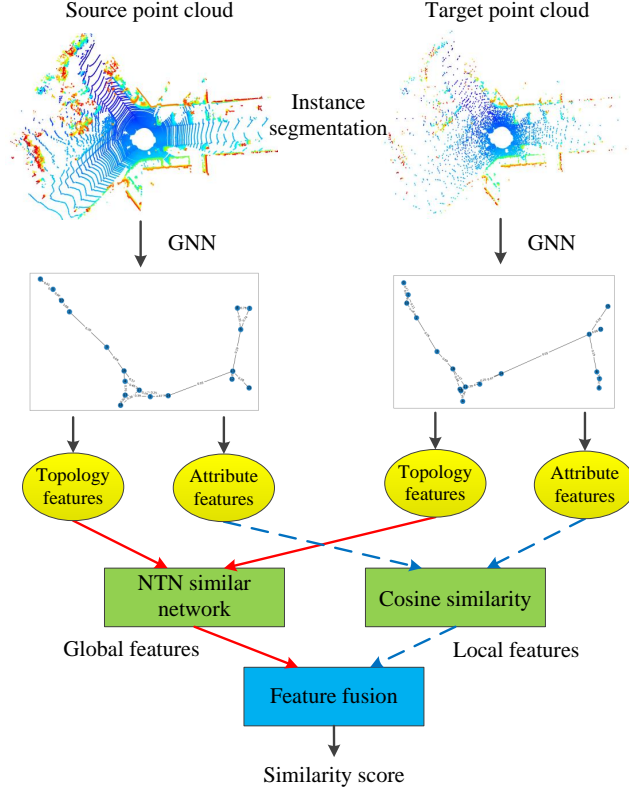 Source point cloud
Target point cloud
Instance
segmentation
GNN
GNN
Topology
features
Attribute
features
Topology
features
Attribute
features
NTN similar
network
Cosine similarity
Global features
Local features
Feature fusion
Similarity score